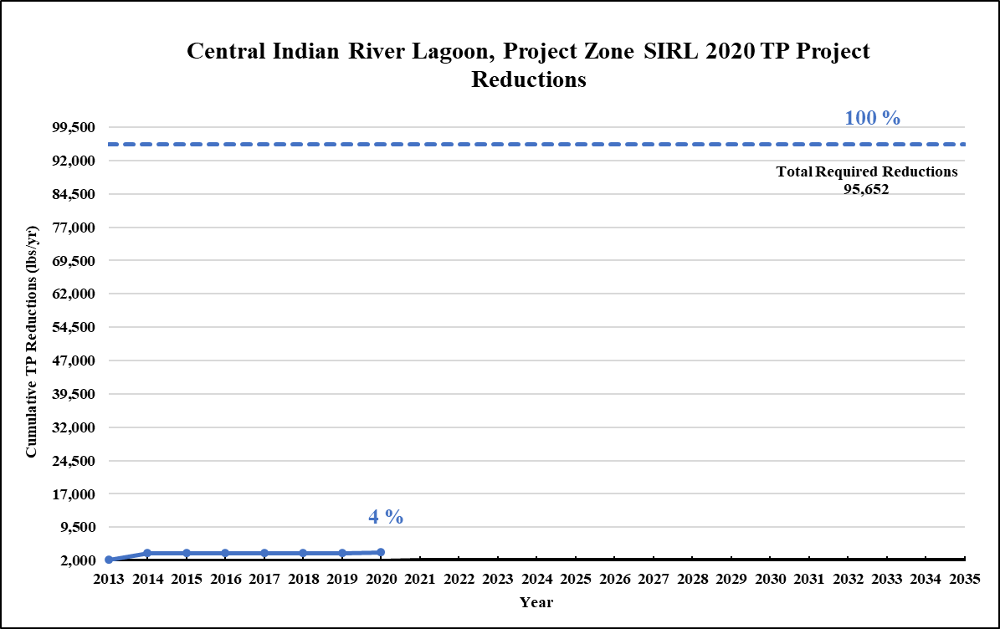 Central Indian River Lagoon, Project Zone SIRL 2020 TP Project
Reductions
100 %
99,500
92,000
Total Required Reductions
95,652
84,500
77,000
69,500
62,000
54,500
47,000
39,500
32,000
24,500
17,000
9,500
2,000
Cumulative TP Reductions (lbs/yr)
4 %
2013 2014 2015 2016 2017 2018 2019 2020 2021 2022 2023 2024 2025 2026 2027 2028 2029 2030 2031 2032 2033 2034 2035
Year